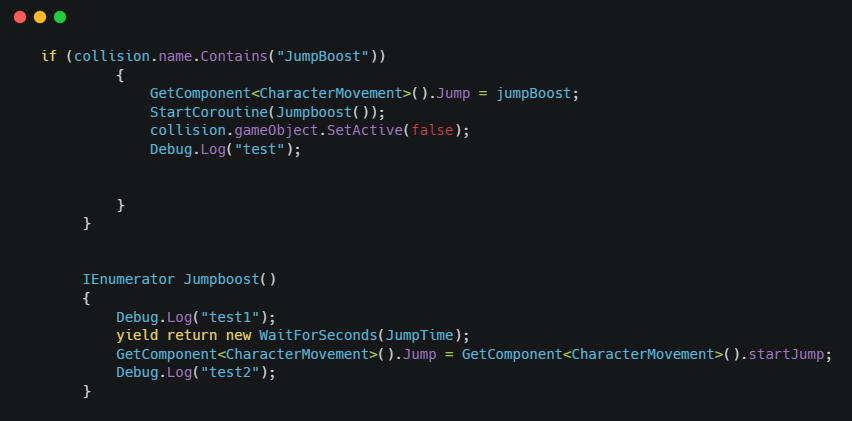 if (collision.name.Contains("JumpBoost"))
{
GetComponent<CharacterMovement>().Jump = jumpBoost;
StartCoroutine(Jumpboost());
collision.gameObject.SetActive(false);
Debug.Log("test");
}
}
IEnumerator Jumpboost()
{
Debug.Log("test1");
yield return new WaitForSeconds(JumpTime);
GetComponent<CharacterMovement>().Jump = GetComponent<CharacterMovement>().startJump;
Debug.Log("test2");
}